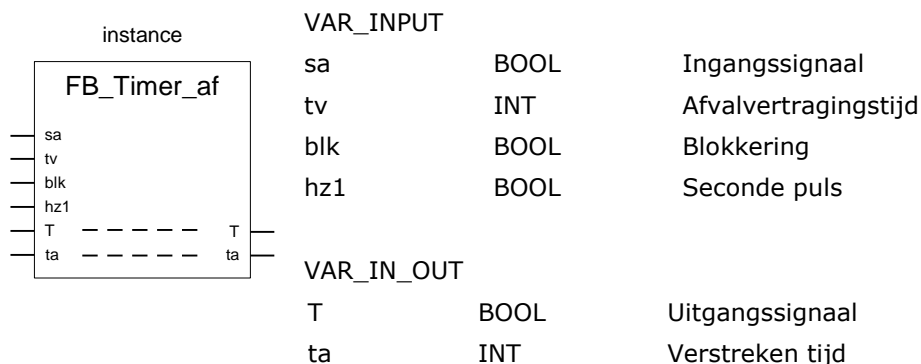 instance
FB_Timer_af
sa
tv
blk
hz1
T T
ta ta
VAR_INPUT
sa BOOL Ingangssignaal
tv INT Afvalvertragingstijd
blk BOOL Blokkering
hz1 BOOL Seconde puls
VAR_IN_OUT
T BOOL Uitgangssignaal
ta INT Verstreken tijd